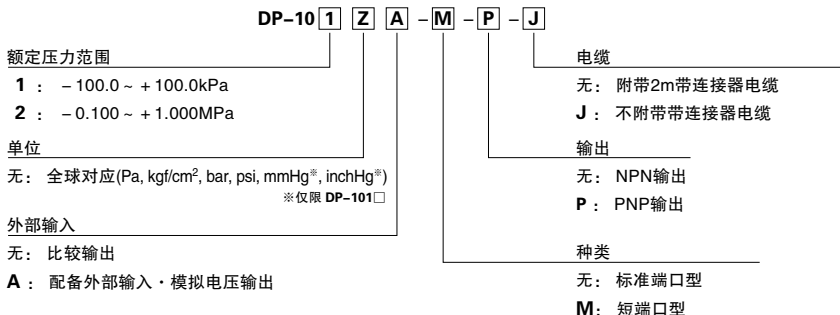 DP–10 1 Z A – M – P – J
额定压力范围
1 ： – 100.0 ~ + 100.0kPa
2 ： – 0.100 ~ + 1.000MPa
单位
无： 全球对应(Pa, kgf/cm², bar, psi, mmHg※, inchHg※)
※仅限 DP–101□
外部输入
无： 比较输出
A ： 配备外部输入・模拟电压输出
电缆
无： 附带2m带连接器电缆
J ： 不附带带连接器电缆
输出
无： NPN输出
P ： PNP输出
种类
无： 标准端口型
M： 短端口型